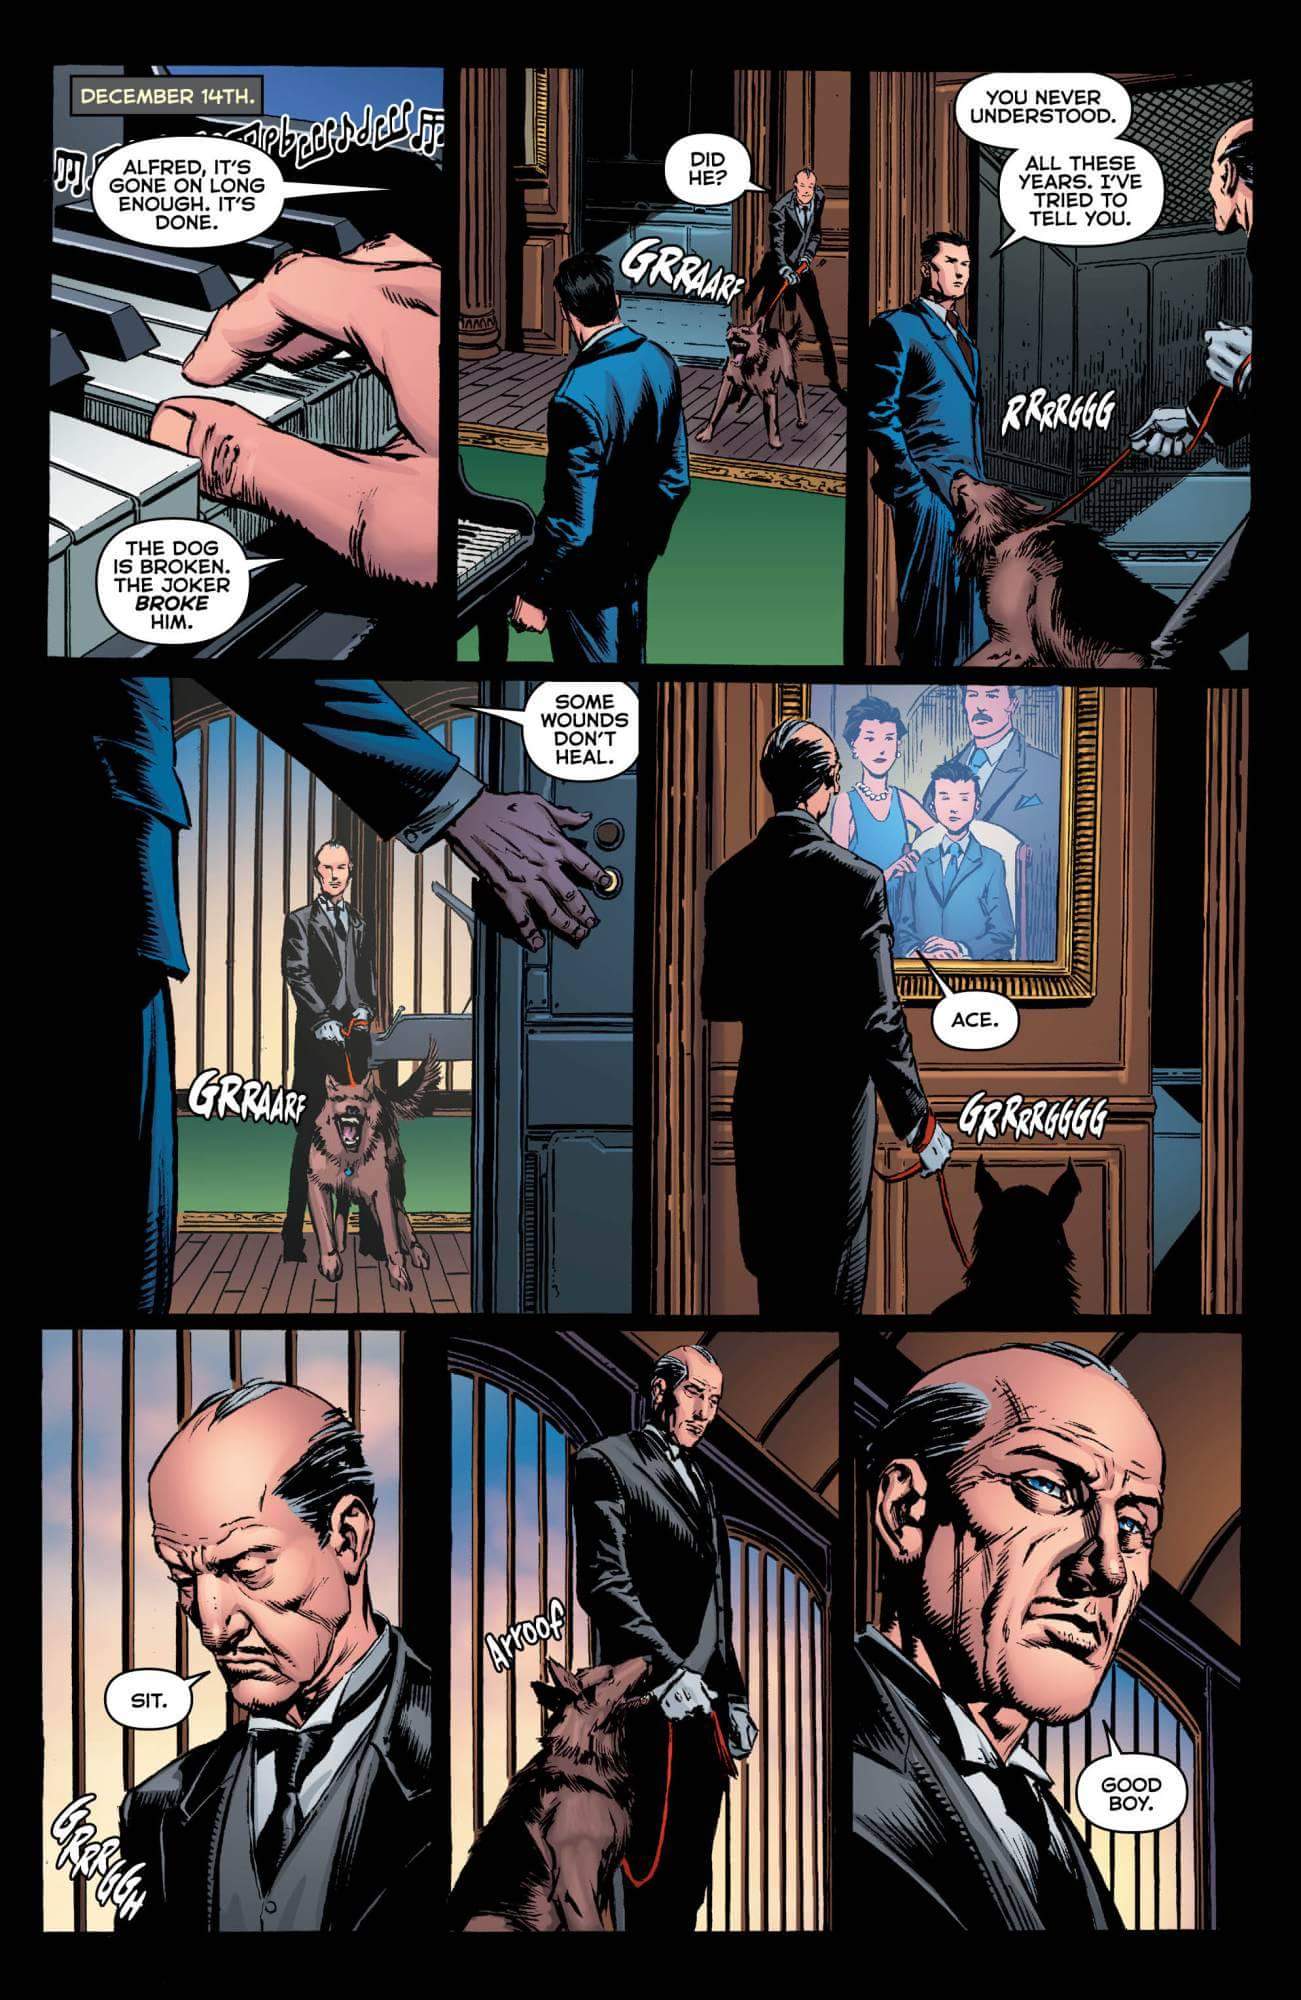 DECEMBER 14TH.
ALFRED, IT'S
GONE ON LONG
ENOUGH. IT'S
DONE.
THE DOG
IS BROKEN.
THE JOKER
BROKE
HIM.
DID
HE?
GRRAARF
YOU NEVER
UNDERSTOOD.
ALL THESE
YEARS. I'VE
TRIED TO
TELL YOU.
RRRRGGG
SOME
WOUNDS
DON'T
HEAL.
GRRAARF
ACE.
GRRRRGGGG
SIT.
GRRRGGH
Arroof
GOOD
BOY.